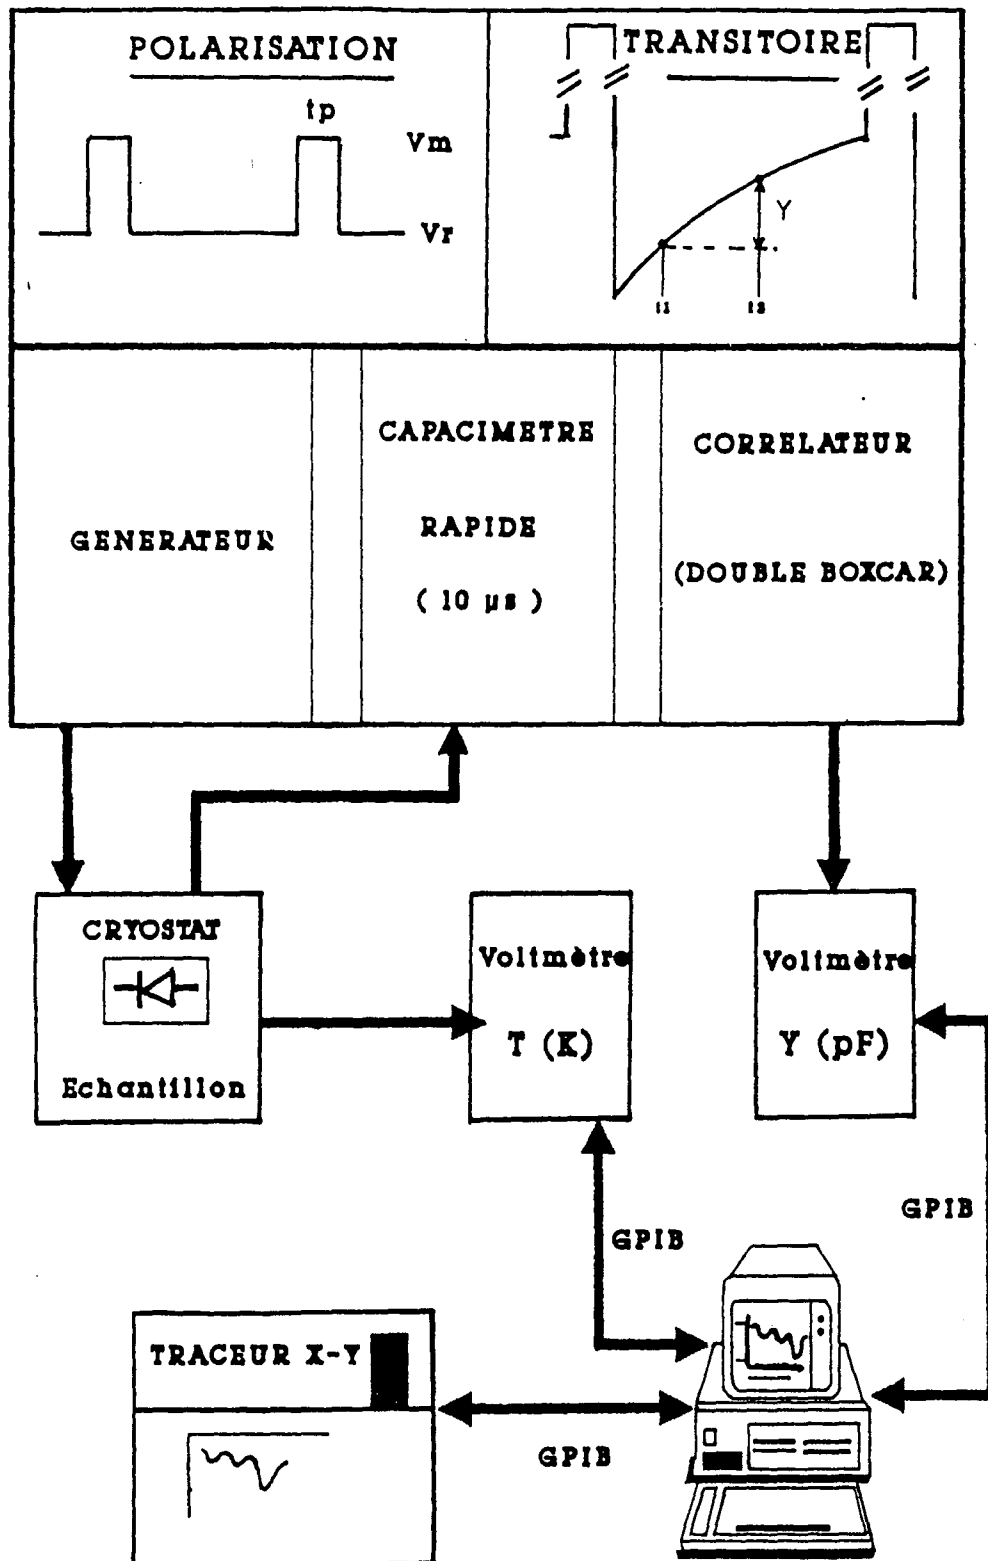 POLARISATION
tp
Vm
Vr
TRANSITOIRE
Y
t1
t2
GENERATEUR
CAPACIMETRE
RAPIDE
( 10 µs )
CORRELATEUR
(DOUBLE BOXCAR)
CRYOSTAT
Echantillon
Voltmètre
T (K)
Voltmètre
Y (pF)
GPIB
GPIB
TRACEUR X-Y
GPIB